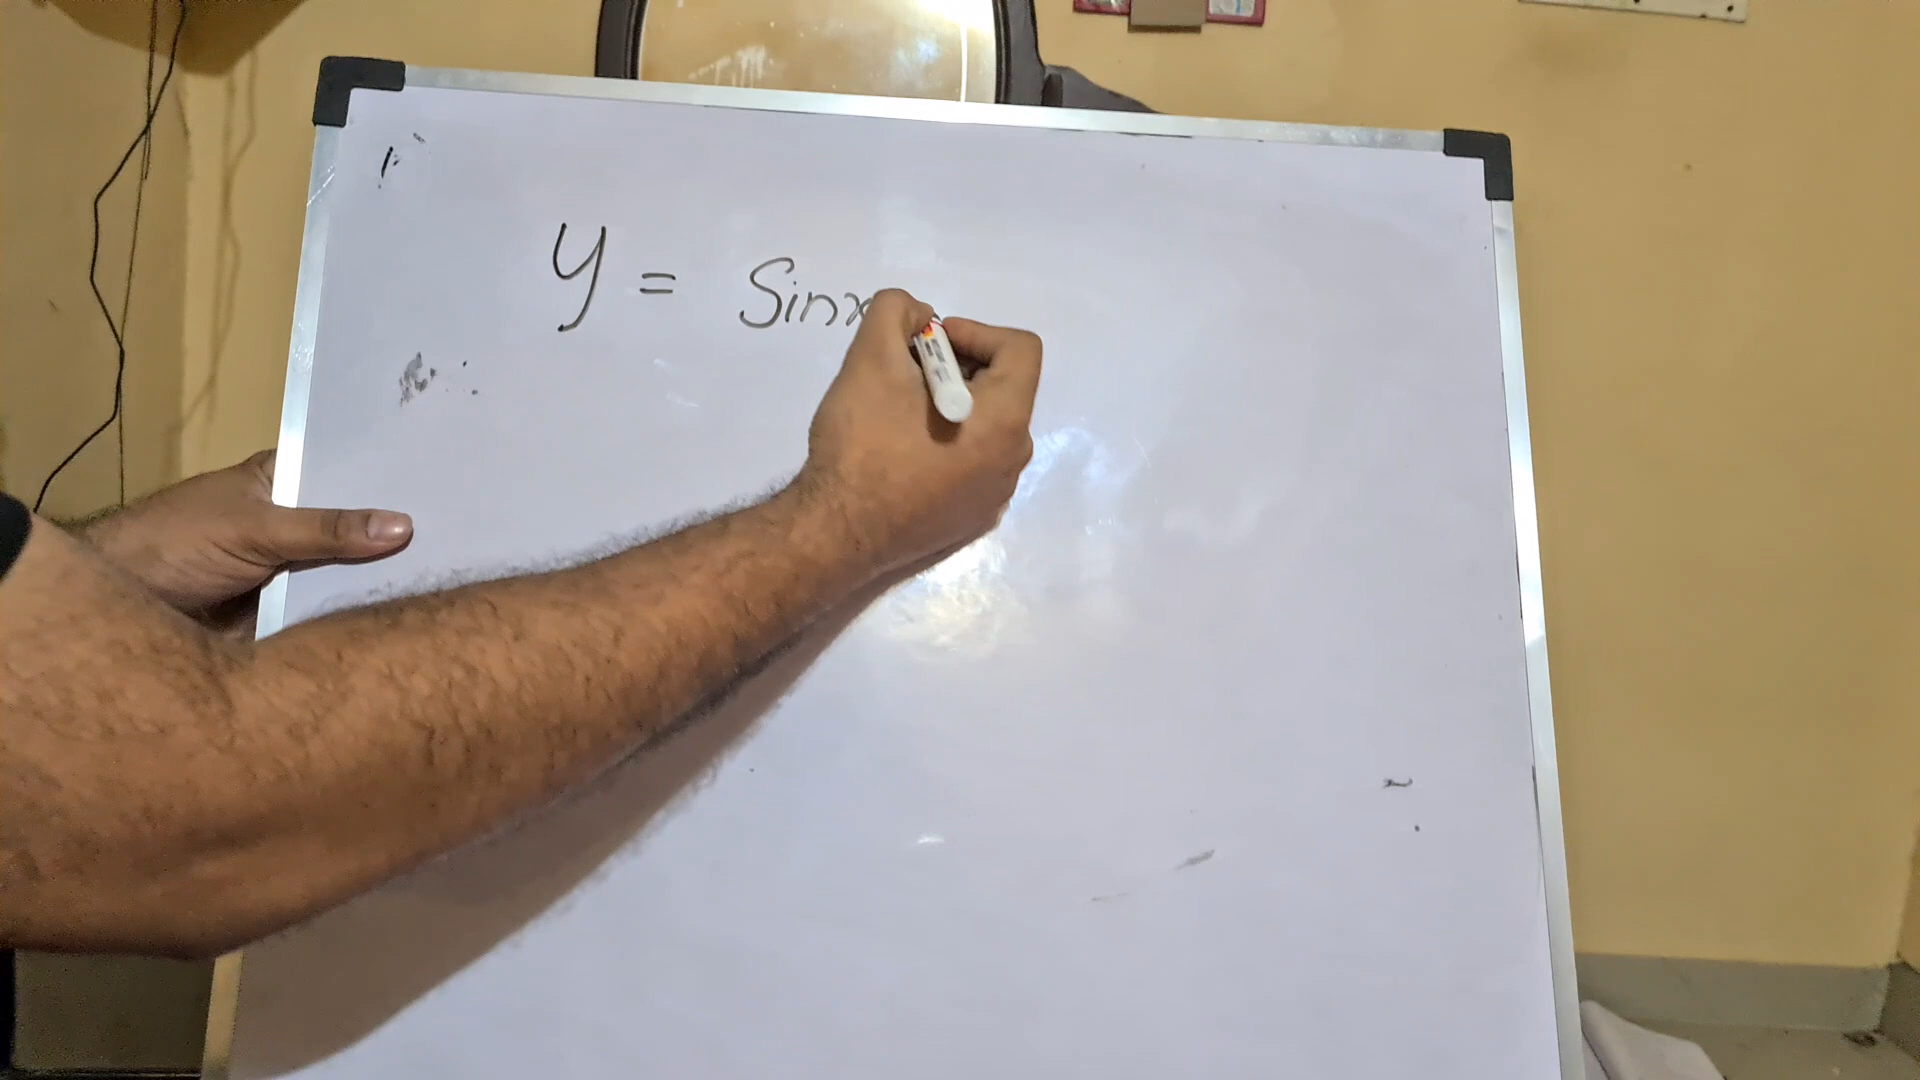 y = Sinx